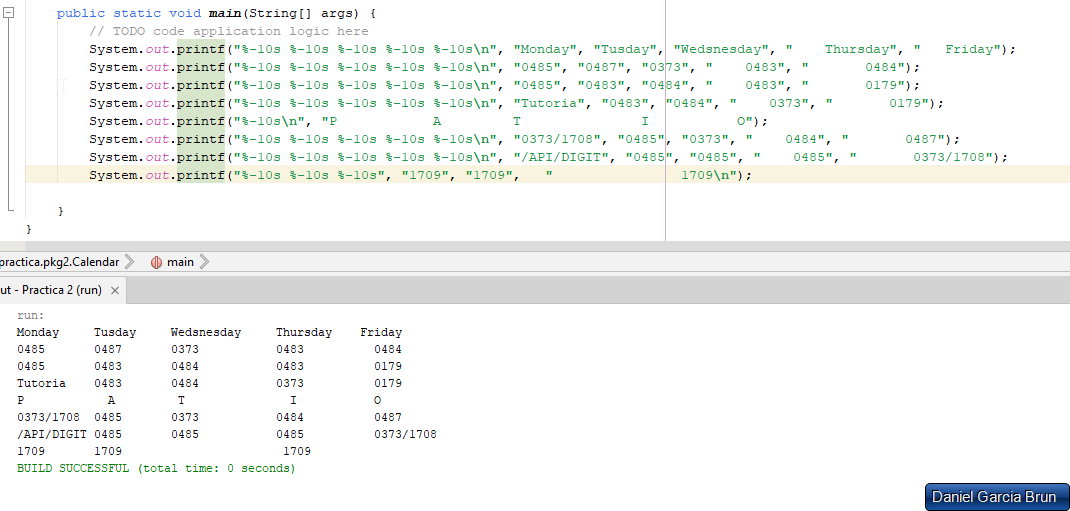 public static void main(String[] args) {
// TODO code application logic here
System.out.printf("%-10s %-10s %-10s %-10s %-10s\n", "Monday", "Tusday", "Wedsnesday", "    Thursday", "   Friday");
System.out.printf("%-10s %-10s %-10s %-10s %-10s\n", "0485", "0487", "0373", "    0483", "       0484");
System.out.printf("%-10s %-10s %-10s %-10s %-10s\n", "0485", "0483", "0484", "    0483", "       0179");
System.out.printf("%-10s %-10s %-10s %-10s %-10s\n", "Tutoria", "0483", "0484", "    0373", "       0179");
System.out.printf("%-10s\n", "P            A         T               I           O");
System.out.printf("%-10s %-10s %-10s %-10s %-10s\n", "0373/1708", "0485", "0373", "    0484", "       0487");
System.out.printf("%-10s %-10s %-10s %-10s %-10s\n", "/API/DIGIT", "0485", "0485", "    0485", "       0373/1708");
System.out.printf("%-10s %-10s %-10s", "1709", "1709",   "                1709\n");
}
}
practica.pkg2.Calendar main
ut - Practica 2 (run) ×
run:
Monday     Tusday     Wedsnesday     Thursday    Friday
0485       0487       0373           0483          0484
0485       0483       0484           0483          0179
Tutoria    0483       0484           0373          0179
P            A         T               I           O
0373/1708  0485       0373           0484          0487
/API/DIGIT 0485       0485           0485          0373/1708
1709       1709                       1709
BUILD SUCCESSFUL (total time: 0 seconds)
Daniel Garcia Brun